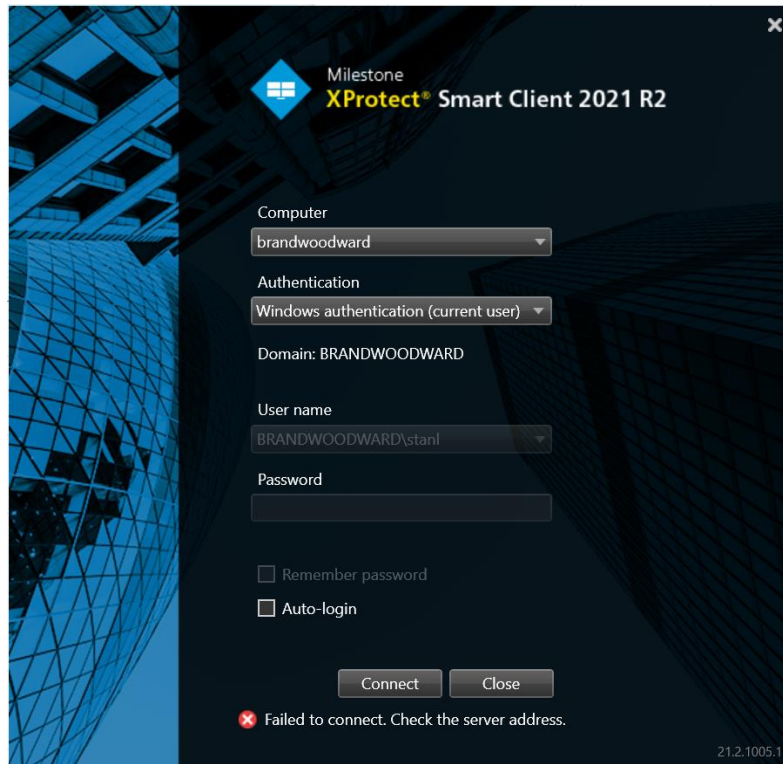 Milestone
XProtect® Smart Client 2021 R2
Computer
brandwoodward
Authentication
Windows authentication (current user)
Domain: BRANDWOODWARD
User name
BRANDWOODWARD\stanl
Password
Remember password
Auto-login
Connect Close
Failed to connect. Check the server address.
21.2.1005.1